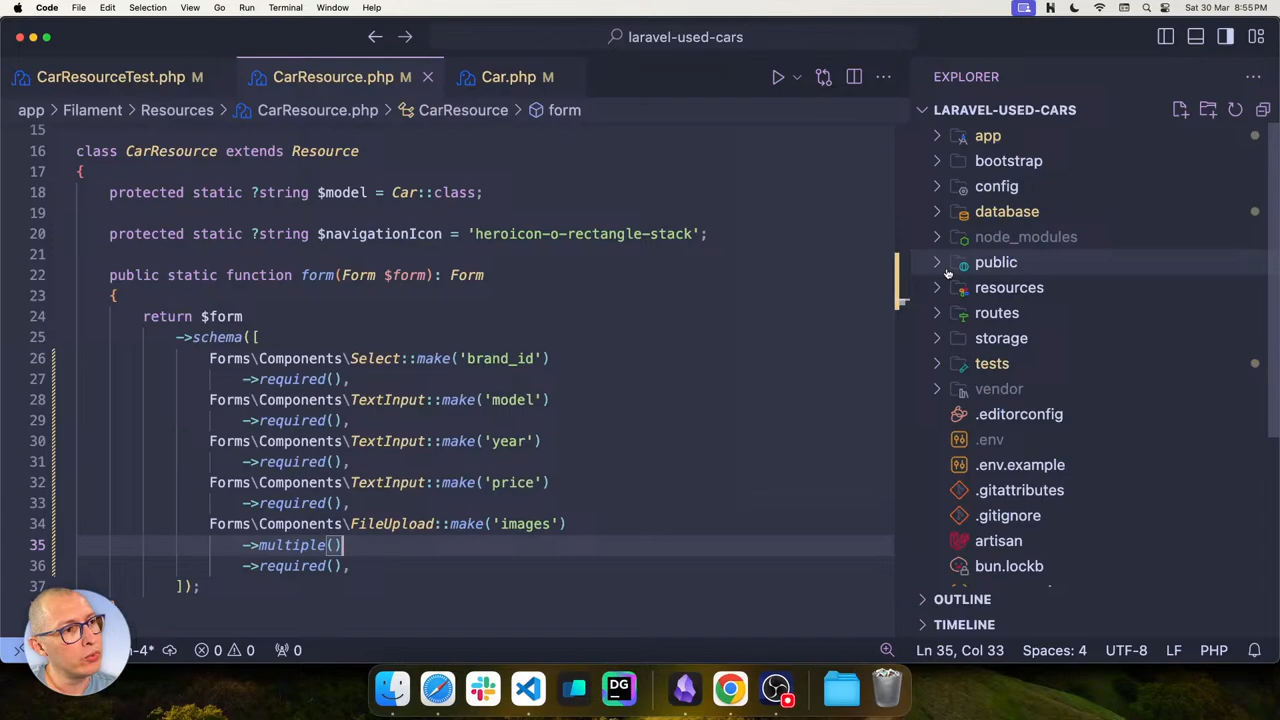 Code File Edit Selection View Go Run Terminal Window Help Sat 30 Mar 8:55PM
laravel-used-cars
CarResourceTest.php M CarResource.php M Car.php M
EXPLORER
app > Filament > Resources > CarResource.php > CarResource > form
LARAVEL-USED-CARS
15
16 class CarResource extends Resource
17 {
18 protected static ?string $model = Car::class;
19
20 protected static ?string $navigationIcon = 'heroicon-o-rectangle-stack';
21
22 public static function form(Form $form): Form
23 {
24 return $form
25 ->schema([
26 Forms\Components\Select::make('brand_id')
27 ->required(),
28 Forms\Components\TextInput::make('model')
29 ->required(),
30 Forms\Components\TextInput::make('year')
31 ->required(),
32 Forms\Components\TextInput::make('price')
33 ->required(),
34 Forms\Components\FileUpload::make('images')
35 ->multiple()
36 ->required(),
37 ]);
app
bootstrap
config
database
node_modules
public
resources
routes
storage
tests
vendor
.editorconfig
.env
.env.example
.gitattributes
.gitignore
artisan
bun.lockb
OUTLINE
TIMELINE
n-4* 0 0 0 Ln 35, Col 33 Spaces: 4 UTF-8 LF PHP
DG